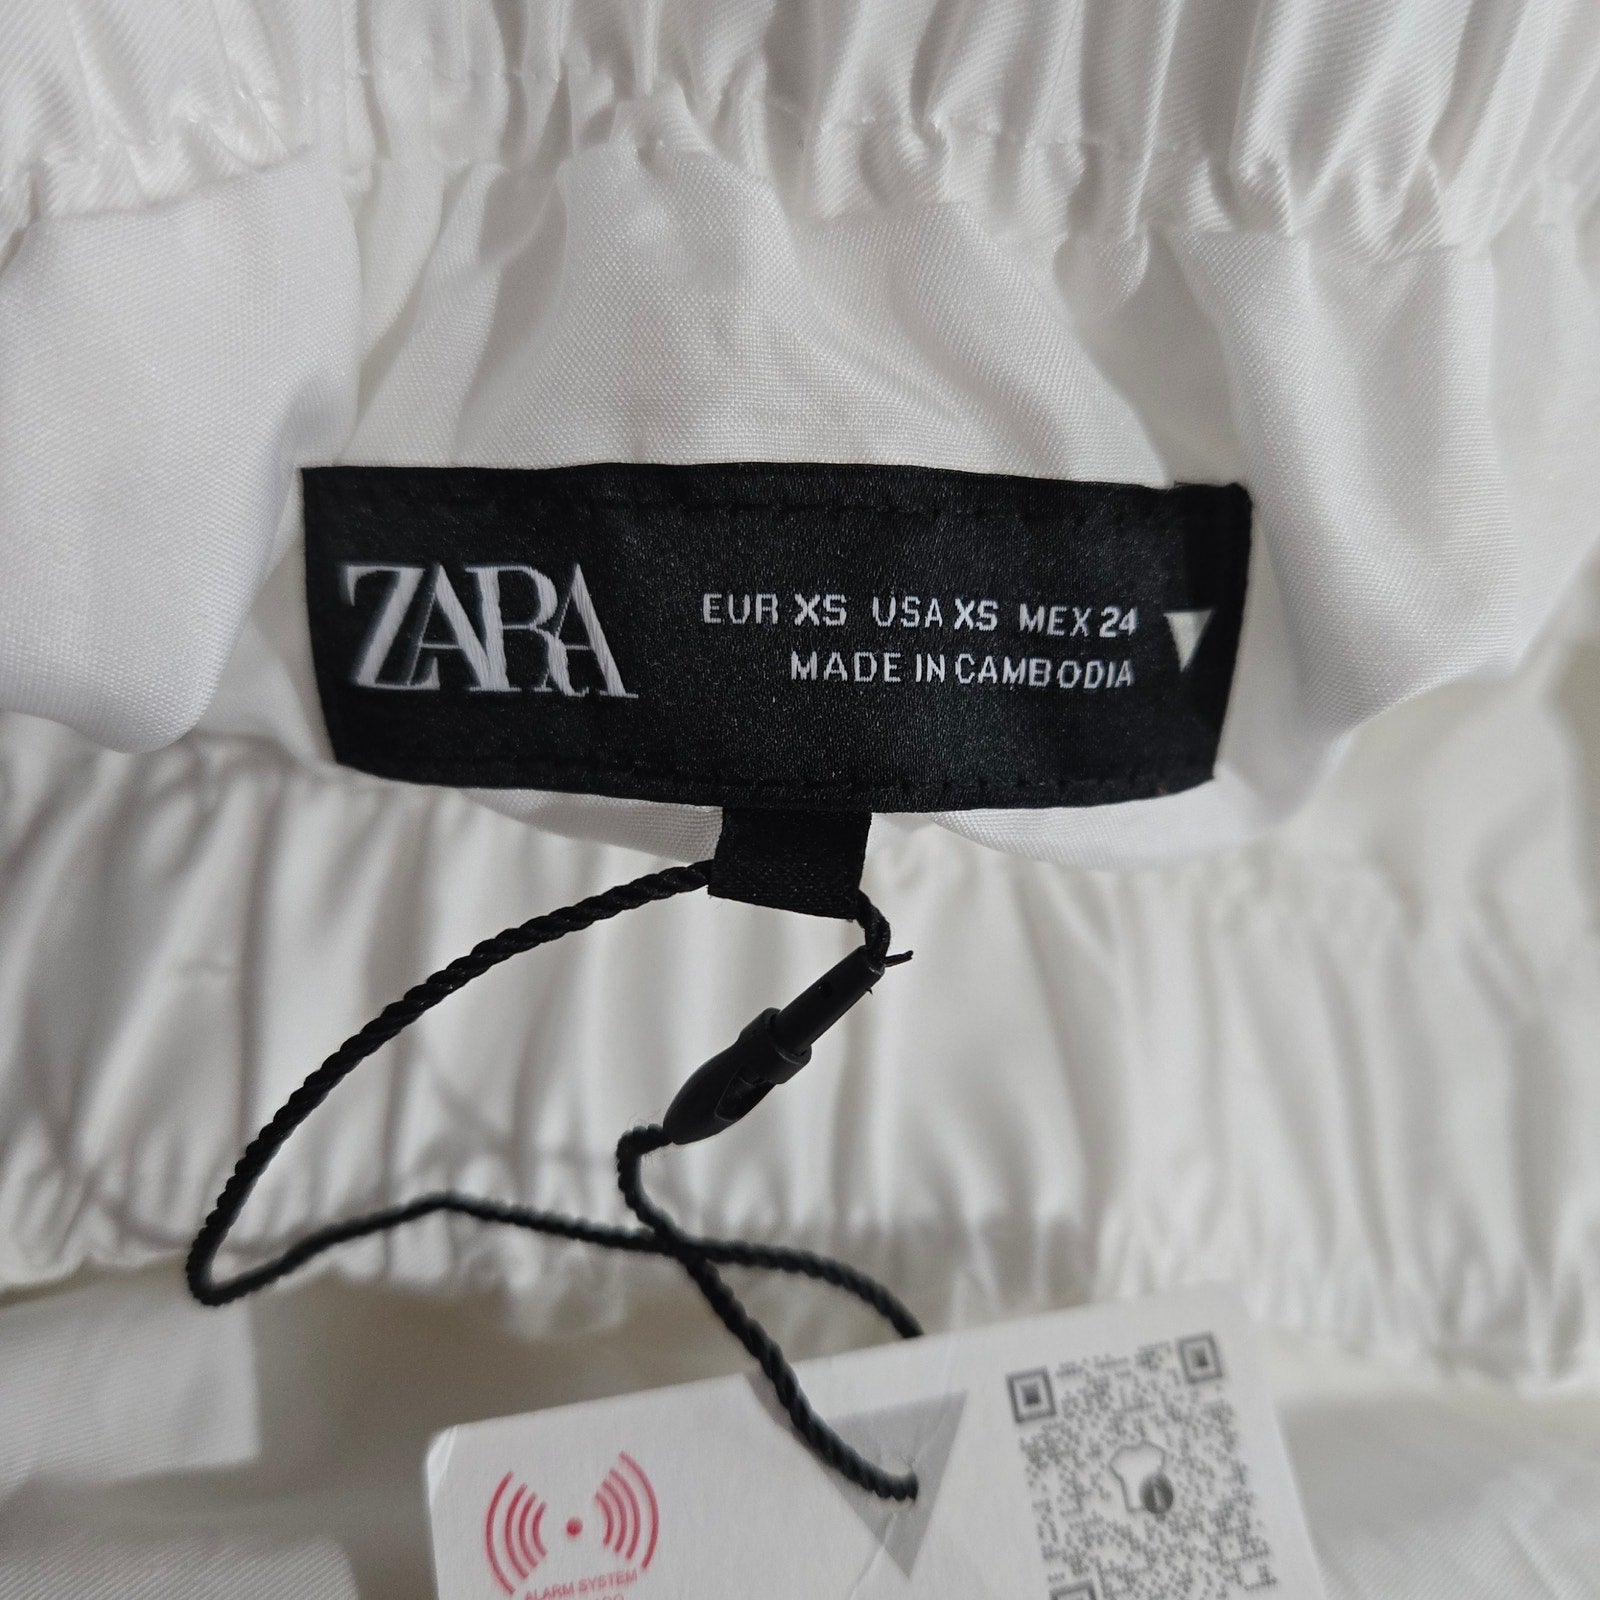 ZARA
EUR XS USA XS MEX 24
MADE IN CAMBODIA
ALARM SYSTEM